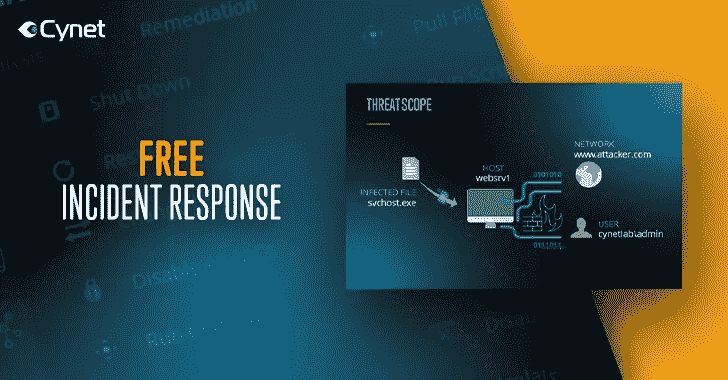 Cynet
Remediation
Pull File
Shut Down
FREE
INCIDENT RESPONSE
THREATSCOPE
NETWORK
www.attacker.com
HOST
websrv1
0101010
INFECTED FILE
svchost.exe
USER
cynetlab\admin